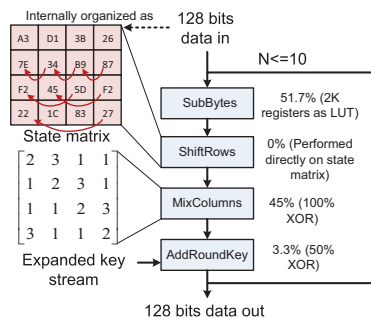 Internally organized as
128 bits
data in
N<=10
A3 D1 3B 26
7E 34 B9 87
F2 45 5D F2
22 1C 83 27
State matrix
SubBytes
51.7% (2K
registers as LUT)
ShiftRows
0% (Performed
directly on state
matrix)
2 3 1 1
1 2 3 1
1 1 2 3
3 1 1 2
MixColumns
45% (100%
XOR)
Expanded key
stream
AddRoundKey
3.3% (50%
XOR)
128 bits data out